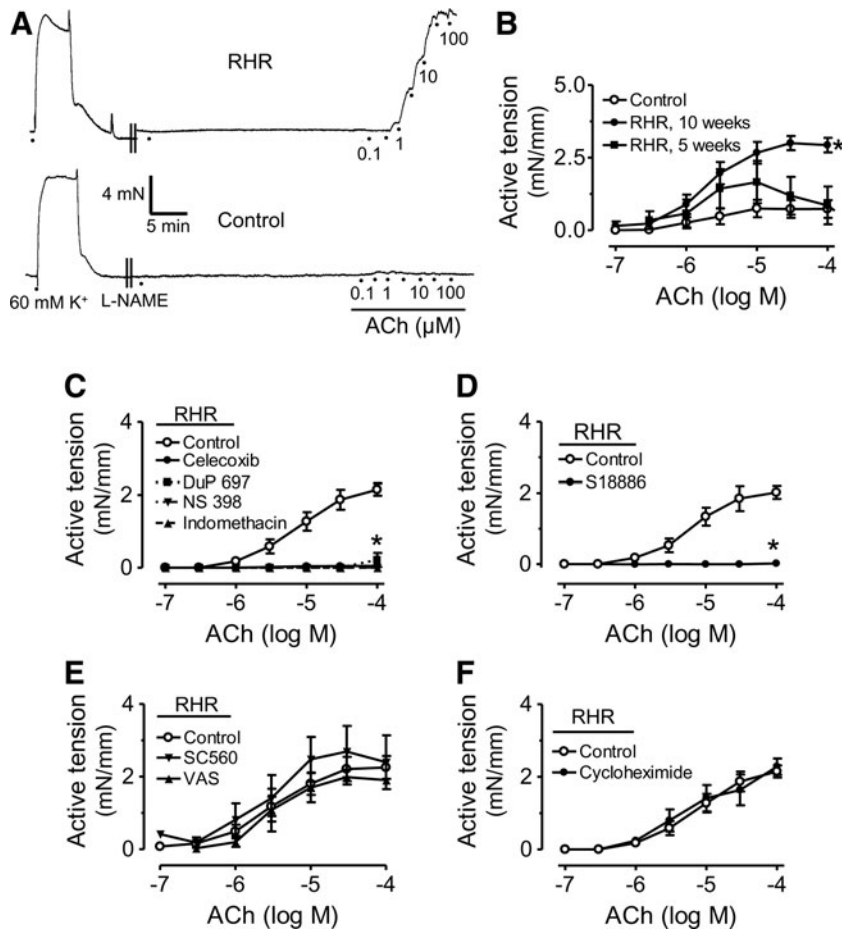 A
RHR
100
10
1
0.1
4 mN
5 min
Control
60 mM K⁺
L-NAME
0.1 1 10 100
ACh (µM)
B
Active tension
(mN/mm)
5.0
2.5
0.0
Control
RHR, 10 weeks
RHR, 5 weeks
*
-7 -6 -5 -4
ACh (log M)
C
Active tension
(mN/mm)
4
2
0
RHR
Control
Celecoxib
DuP 697
NS 398
Indomethacin
*
-7 -6 -5 -4
ACh (log M)
D
Active tension
(mN/mm)
4
2
0
RHR
Control
S18886
*
-7 -6 -5 -4
ACh (log M)
E
Active tension
(mN/mm)
4
2
0
RHR
Control
SC560
VAS
-7 -6 -5 -4
ACh (log M)
F
Active tension
(mN/mm)
4
2
0
RHR
Control
Cycloheximide
-7 -6 -5 -4
ACh (log M)